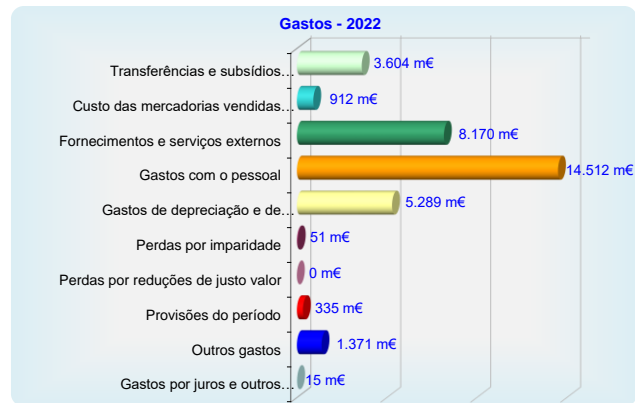 Gastos - 2022
Transferências e subsídios… 3.604 m€
Custo das mercadorias vendidas… 912 m€
Fornecimentos e serviços externos 8.170 m€
Gastos com o pessoal 14.512 m€
Gastos de depreciação e de… 5.289 m€
Perdas por imparidade 51 m€
Perdas por reduções de justo valor 0 m€
Provisões do período 335 m€
Outros gastos 1.371 m€
Gastos por juros e outros… 15 m€